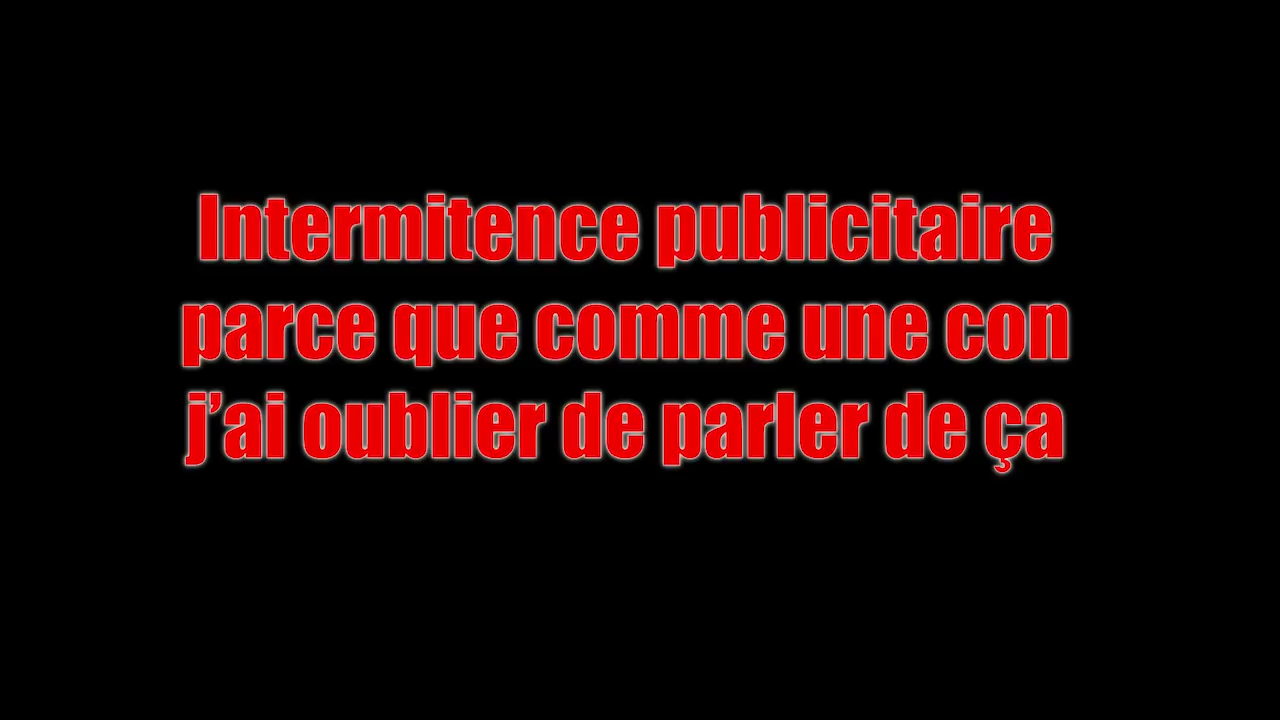 Intermitence publicitaire
parce que comme une con
j’ai oublier de parler de ça